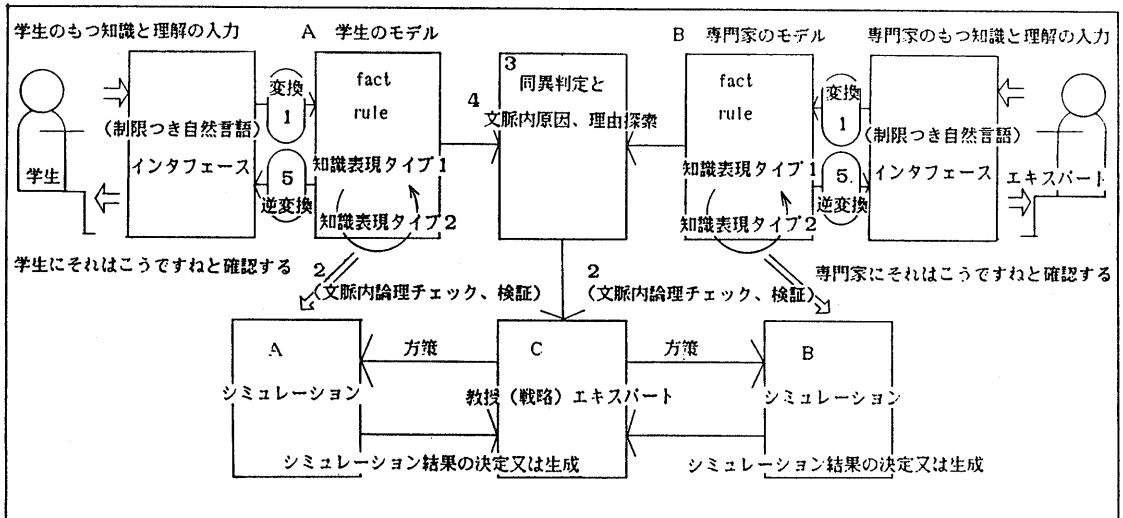 学生のもつ知識と理解の入力
A 学生のモデル
B 専門家のモデル
専門家のもつ知識と理解の入力
学生
(制限つき自然言語)
インタフェース
変換
1
5
逆変換
fact
rule
知識表現タイプ1
知識表現タイプ2
4
3
同異判定と
文脈内原因、理由探索
fact
rule
知識表現タイプ1
知識表現タイプ2
変換
1
5.
逆変換
(制限つき自然言語)
インタフェース
エキスパート
学生にそれはこうですねと確認する
2
(文脈内論理チェック、検証)
2
(文脈内論理チェック、検証)
専門家にそれはこうですねと確認する
A
シミュレーション
方策
C
教授(戦略)エキスパート
方策
B
シミュレーション
シミュレーション結果の決定又は生成
シミュレーション結果の決定又は生成